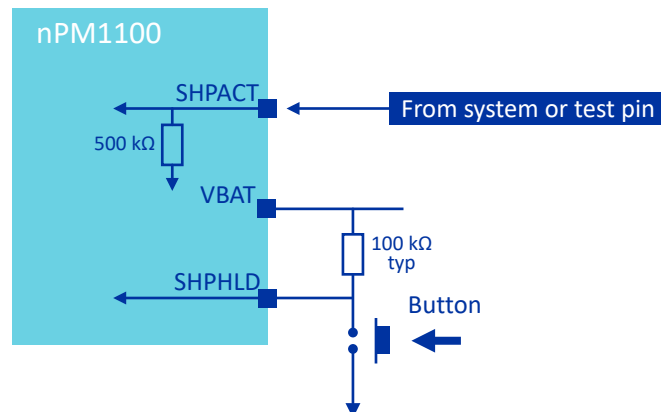 nPM1100
SHPACT
From system or test pin
500 kΩ
VBAT
100 kΩ
typ
SHPHLD
Button